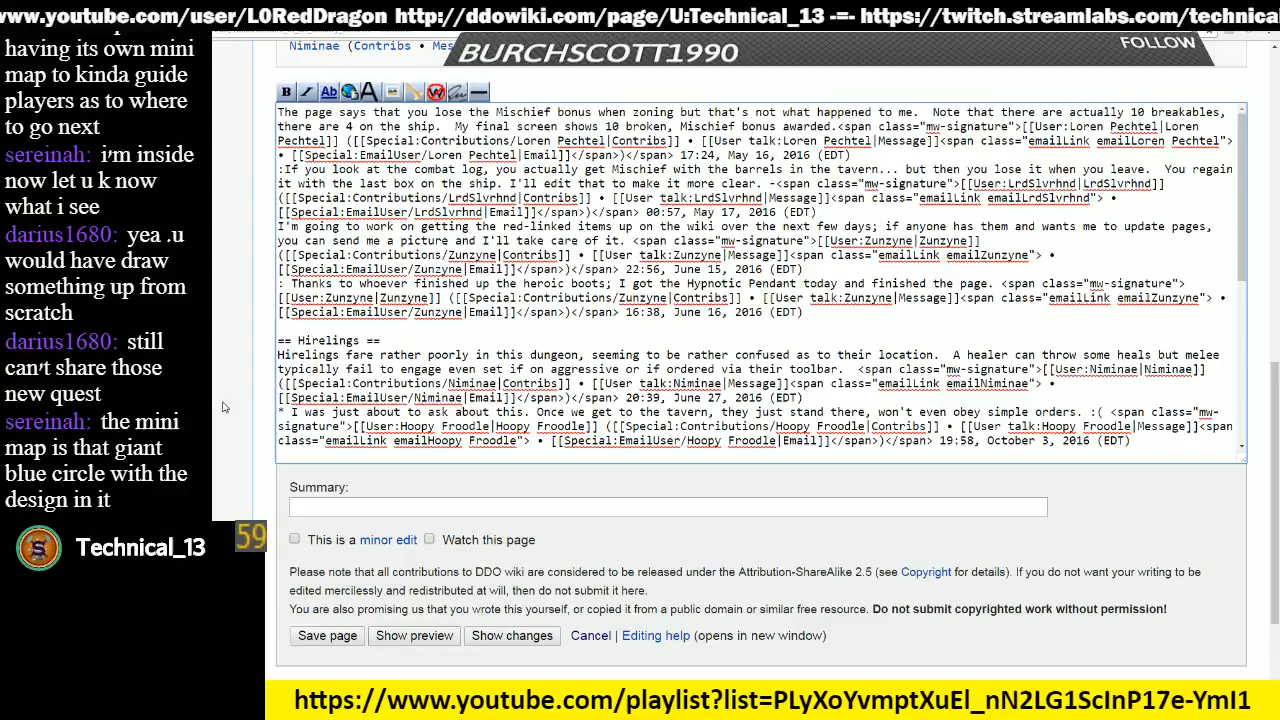 www.youtube.com/user/L0RedDragon http://ddowiki.com/page/U:Technical_13 -=- https://twitch.streamlabs.com/technical
having its own mini
map to kinda guide
players as to where
to go next
sereinah: i'm inside
now let u k now
what i see
darius1680: yea .u
would have draw
something up from
scratch
darius1680: still
can't share those
new quest
sereinah: the mini
map is that giant
blue circle with the
design in it
Technical_13
59
Niminae (Contribs • Mes
BURCHSCOTT1990
FOLLOW
The page says that you lose the Mischief bonus when zoning but that's not what happened to me.  Note that there are actually 10 breakables,
there are 4 on the ship.  My final screen shows 10 broken, Mischief bonus awarded.<span class="mw-signature">[[User:Loren Pechtel|Loren
Pechtel]] ([[Special:Contributions/Loren Pechtel|Contribs]] • [[User talk:Loren Pechtel|Message]]<span class="emailLink emailLoren Pechtel">
• [[Special:EmailUser/Loren Pechtel|Email]]</span>)</span> 17:24, May 16, 2016 (EDT)
:If you look at the combat log, you actually get Mischief with the barrels in the tavern... but then you lose it when you leave.  You regain
it with the last box on the ship. I'll edit that to make it more clear. -<span class="mw-signature">[[User:LrdSlvrhnd|LrdSlvrhnd]]
([[Special:Contributions/LrdSlvrhnd|Contribs]] • [[User talk:LrdSlvrhnd|Message]]<span class="emailLink emailLrdSlvrhnd"> •
[[Special:EmailUser/LrdSlvrhnd|Email]]</span>)</span> 00:57, May 17, 2016 (EDT)
I'm going to work on getting the red-linked items up on the wiki over the next few days; if anyone has them and wants me to update pages,
you can send me a picture and I'll take care of it. <span class="mw-signature">[[User:Zunzyne|Zunzyne]]
([[Special:Contributions/Zunzyne|Contribs]] • [[User talk:Zunzyne|Message]]<span class="emailLink emailZunzyne"> •
[[Special:EmailUser/Zunzyne|Email]]</span>)</span> 22:56, June 15, 2016 (EDT)
: Thanks to whoever finished up the heroic boots; I got the Hypnotic Pendant today and finished the page. <span class="mw-signature">
[[User:Zunzyne|Zunzyne]] ([[Special:Contributions/Zunzyne|Contribs]] • [[User talk:Zunzyne|Message]]<span class="emailLink emailZunzyne"> •
[[Special:EmailUser/Zunzyne|Email]]</span>)</span> 16:38, June 16, 2016 (EDT)
== Hirelings ==
Hirelings fare rather poorly in this dungeon, seeming to be rather confused as to their location.  A healer can throw some heals but melee
typically fail to engage even set if on aggressive or if ordered via their toolbar.  <span class="mw-signature">[[User:Niminae|Niminae]]
([[Special:Contributions/Niminae|Contribs]] • [[User talk:Niminae|Message]]<span class="emailLink emailNiminae"> •
[[Special:EmailUser/Niminae|Email]]</span>)</span> 20:39, June 27, 2016 (EDT)
* I was just about to ask about this. Once we get to the tavern, they just stand there, won't even obey simple orders. :( <span class="mw-
signature">[[User:Hoopy Froodle|Hoopy Froodle]] ([[Special:Contributions/Hoopy Froodle|Contribs]] • [[User talk:Hoopy Froodle|Message]]<span
class="emailLink emailHoopy Froodle"> • [[Special:EmailUser/Hoopy Froodle|Email]]</span>)</span> 19:58, October 3, 2016 (EDT)
Summary:
This is a minor edit Watch this page
Please note that all contributions to DDO wiki are considered to be released under the Attribution-ShareAlike 2.5 (see Copyright for details). If you do not want your writing to be
edited mercilessly and redistributed at will, then do not submit it here.
You are also promising us that you wrote this yourself, or copied it from a public domain or similar free resource. Do not submit copyrighted work without permission!
Save page Show preview Show changes Cancel | Editing help (opens in new window)
https://www.youtube.com/playlist?list=PLyXoYvmptXuEl_nN2LG1ScInP17e-YmI1